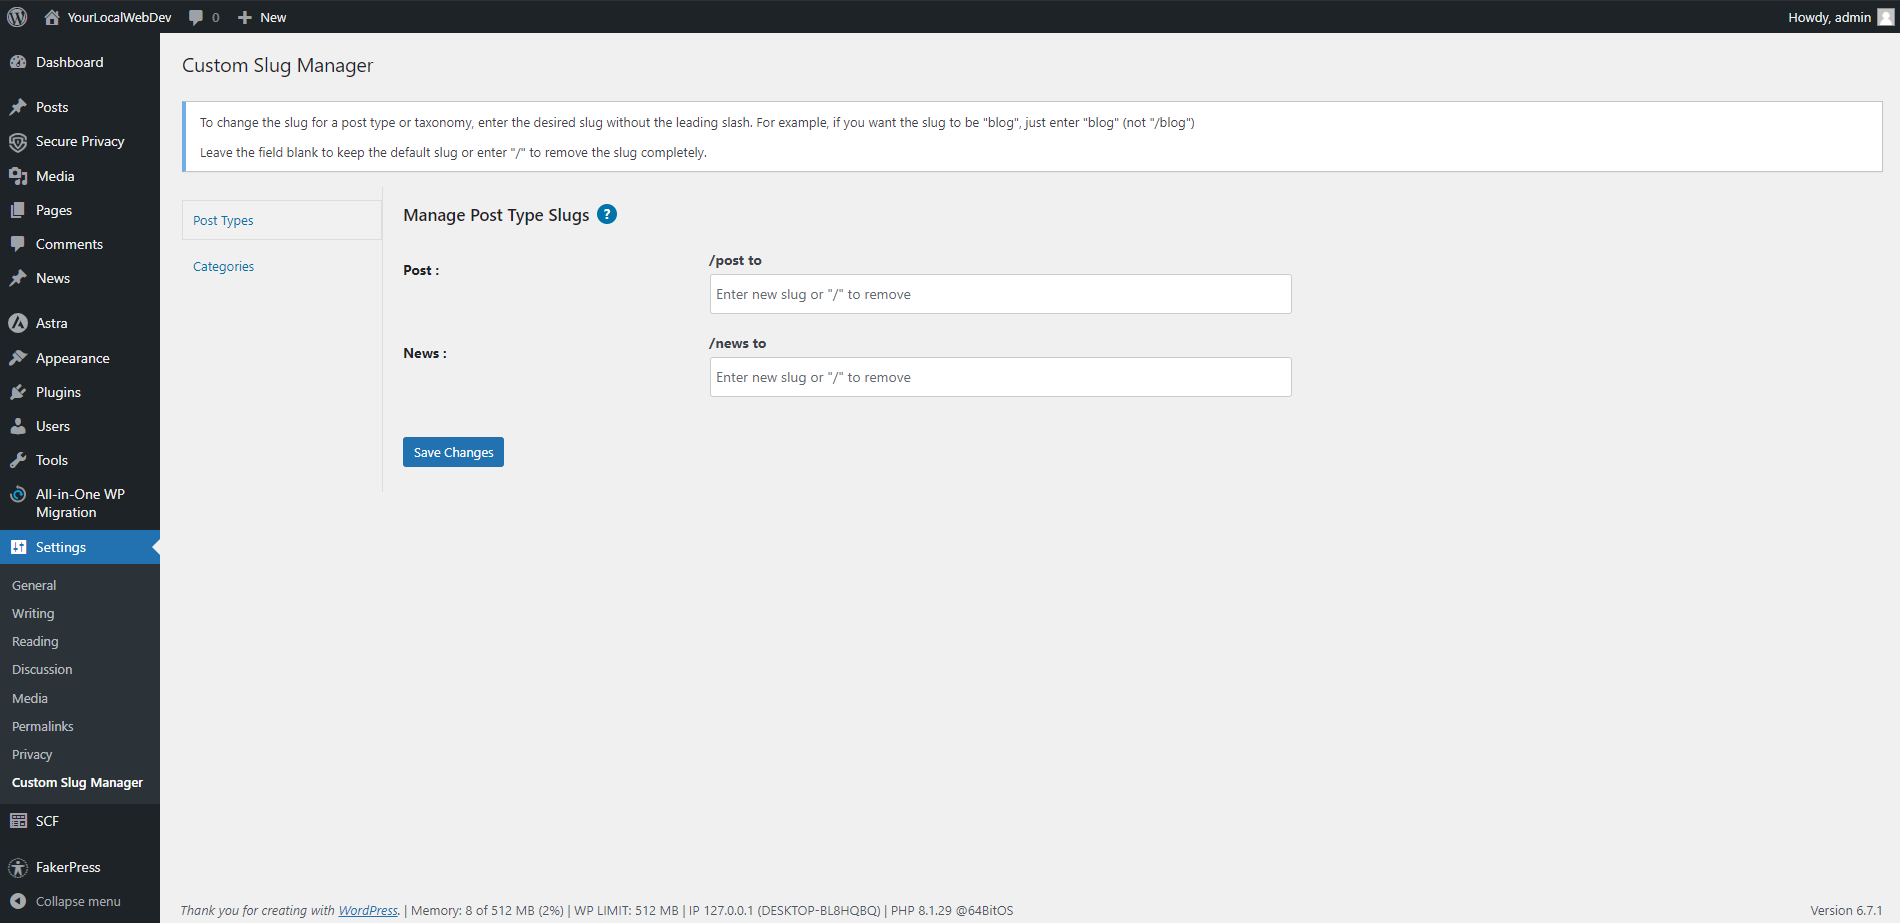 YourLocalWebDev 0 New Howdy, admin
Dashboard
Posts
Secure Privacy
Media
Pages
Comments
News
Astra
Appearance
Plugins
Users
Tools
All-in-One WP
Migration
Settings
General
Writing
Reading
Discussion
Media
Permalinks
Privacy
Custom Slug Manager
SCF
FakerPress
Collapse menu
Custom Slug Manager
To change the slug for a post type or taxonomy, enter the desired slug without the leading slash. For example, if you want the slug to be "blog", just enter "blog" (not "/blog")
Leave the field blank to keep the default slug or enter "/" to remove the slug completely.
Post Types
Categories
Manage Post Type Slugs ?
Post :
/post to
Enter new slug or "/" to remove
News :
/news to
Enter new slug or "/" to remove
Save Changes
Thank you for creating with WordPress. | Memory: 8 of 512 MB (2%) | WP LIMIT: 512 MB | IP 127.0.0.1 (DESKTOP-BL8HQBQ) | PHP 8.1.29 @64BitOS
Version 6.7.1